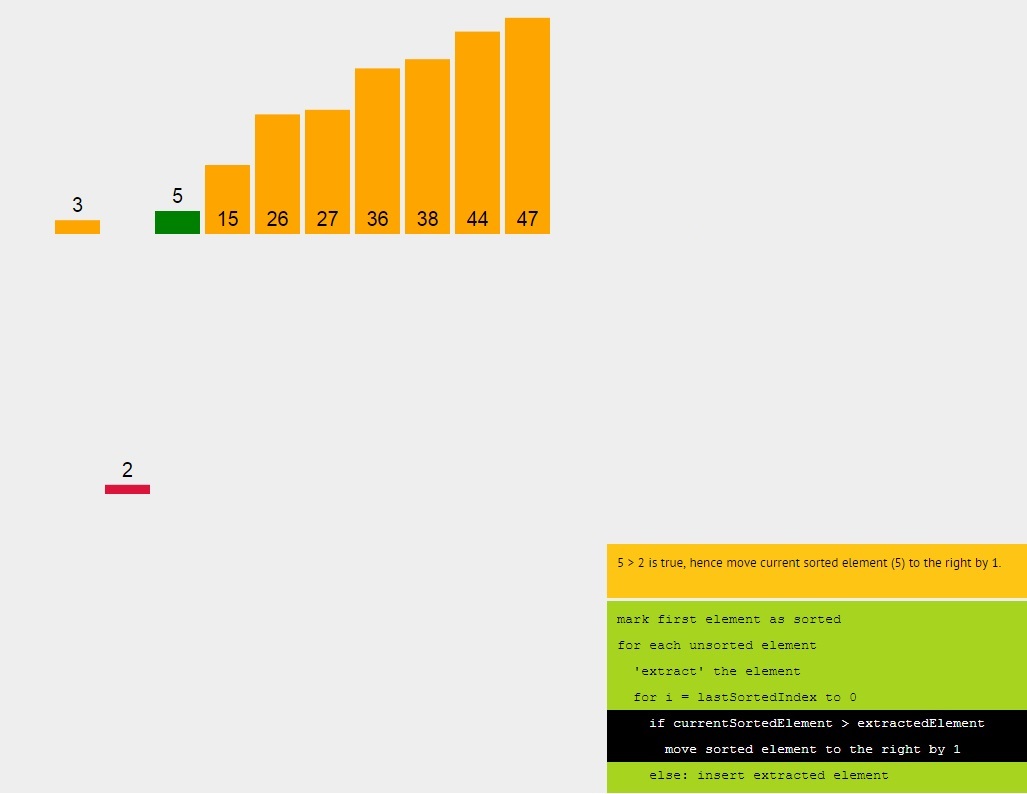 3
5
15 26 27 36 38 44 47
2
5 > 2 is true, hence move current sorted element (5) to the right by 1.
mark first element as sorted
for each unsorted element
'extract' the element
for i = lastSortedIndex to 0
if currentSortedElement > extractedElement
move sorted element to the right by 1
else: insert extracted element